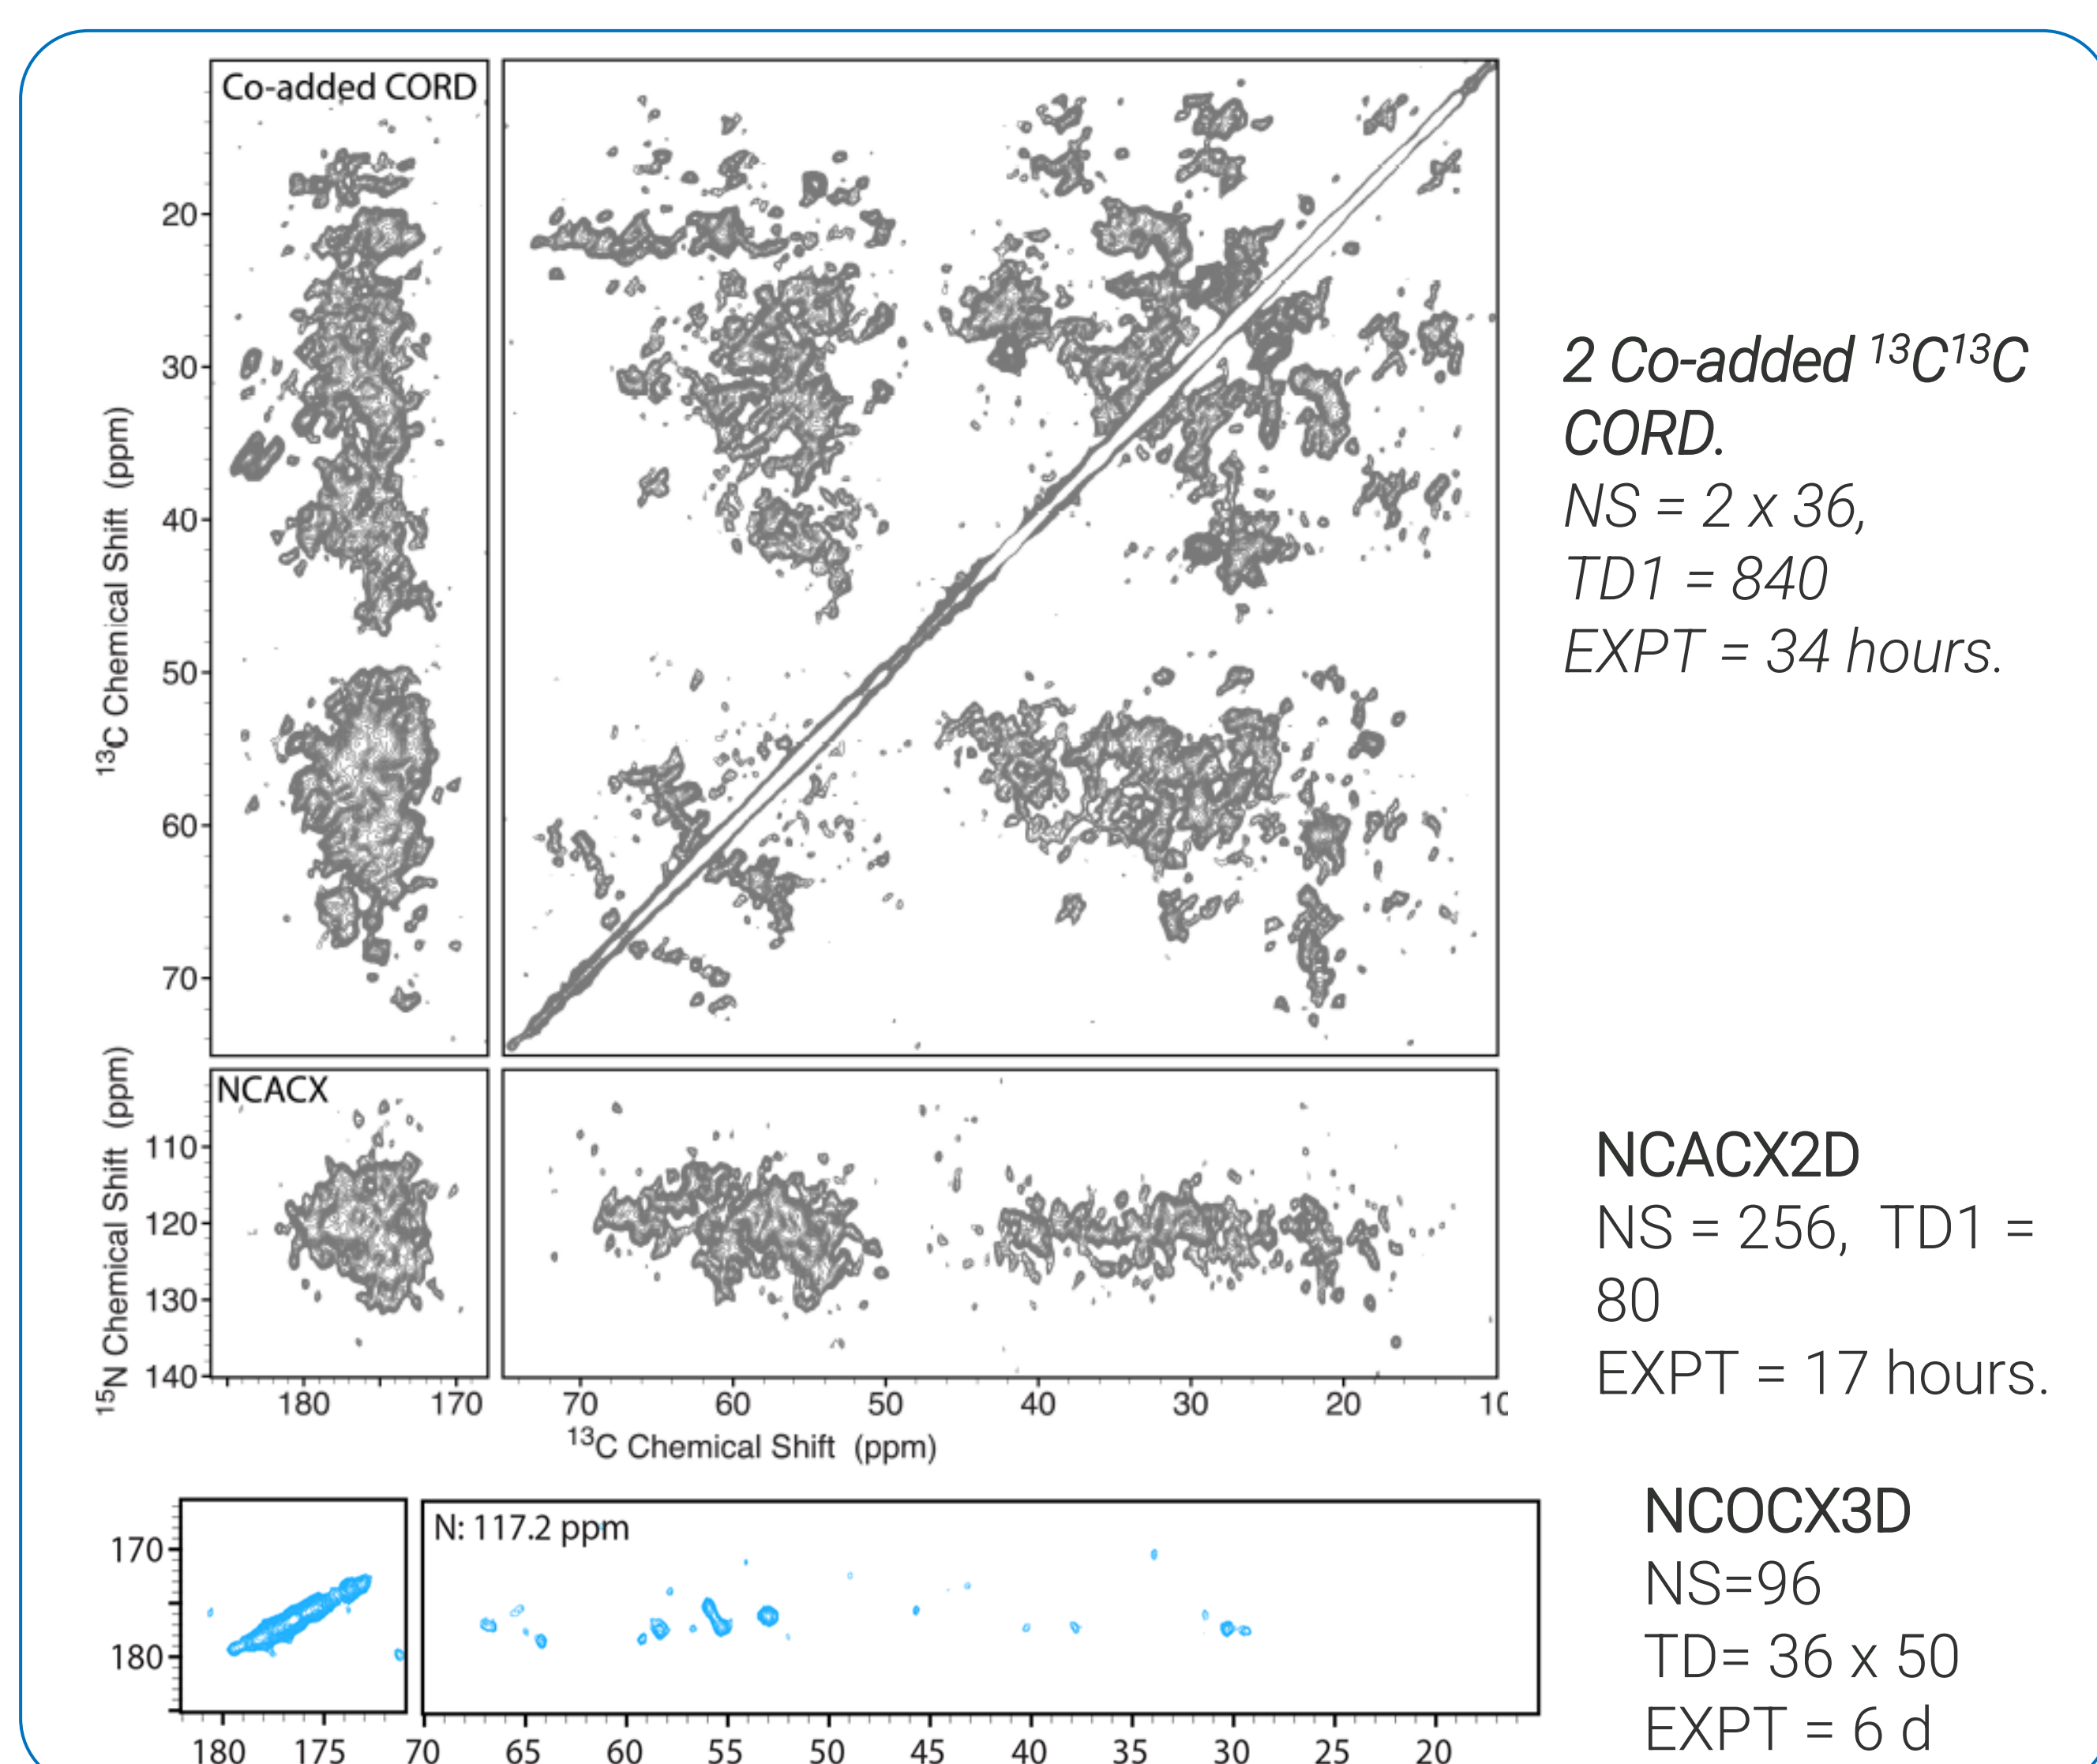 Co-added CORD
20
30
40
50
60
70
13C Chemical Shift (ppm)
2 Co-added ¹³C¹³C
CORD.
NS = 2 x 36,
TD1 = 840
EXPT = 34 hours.
NCACX
110
120
130
140
15N Chemical Shift (ppm)
180 170 70 60 50 40 30 20 10
13C Chemical Shift (ppm)
NCACX2D
NS = 256, TD1 =
80
EXPT = 17 hours.
N: 117.2 ppm
170
180
180 175 70 65 60 55 50 45 40 35 30 25 20
NCOCX3D
NS=96
TD= 36 x 50
EXPT = 6 d